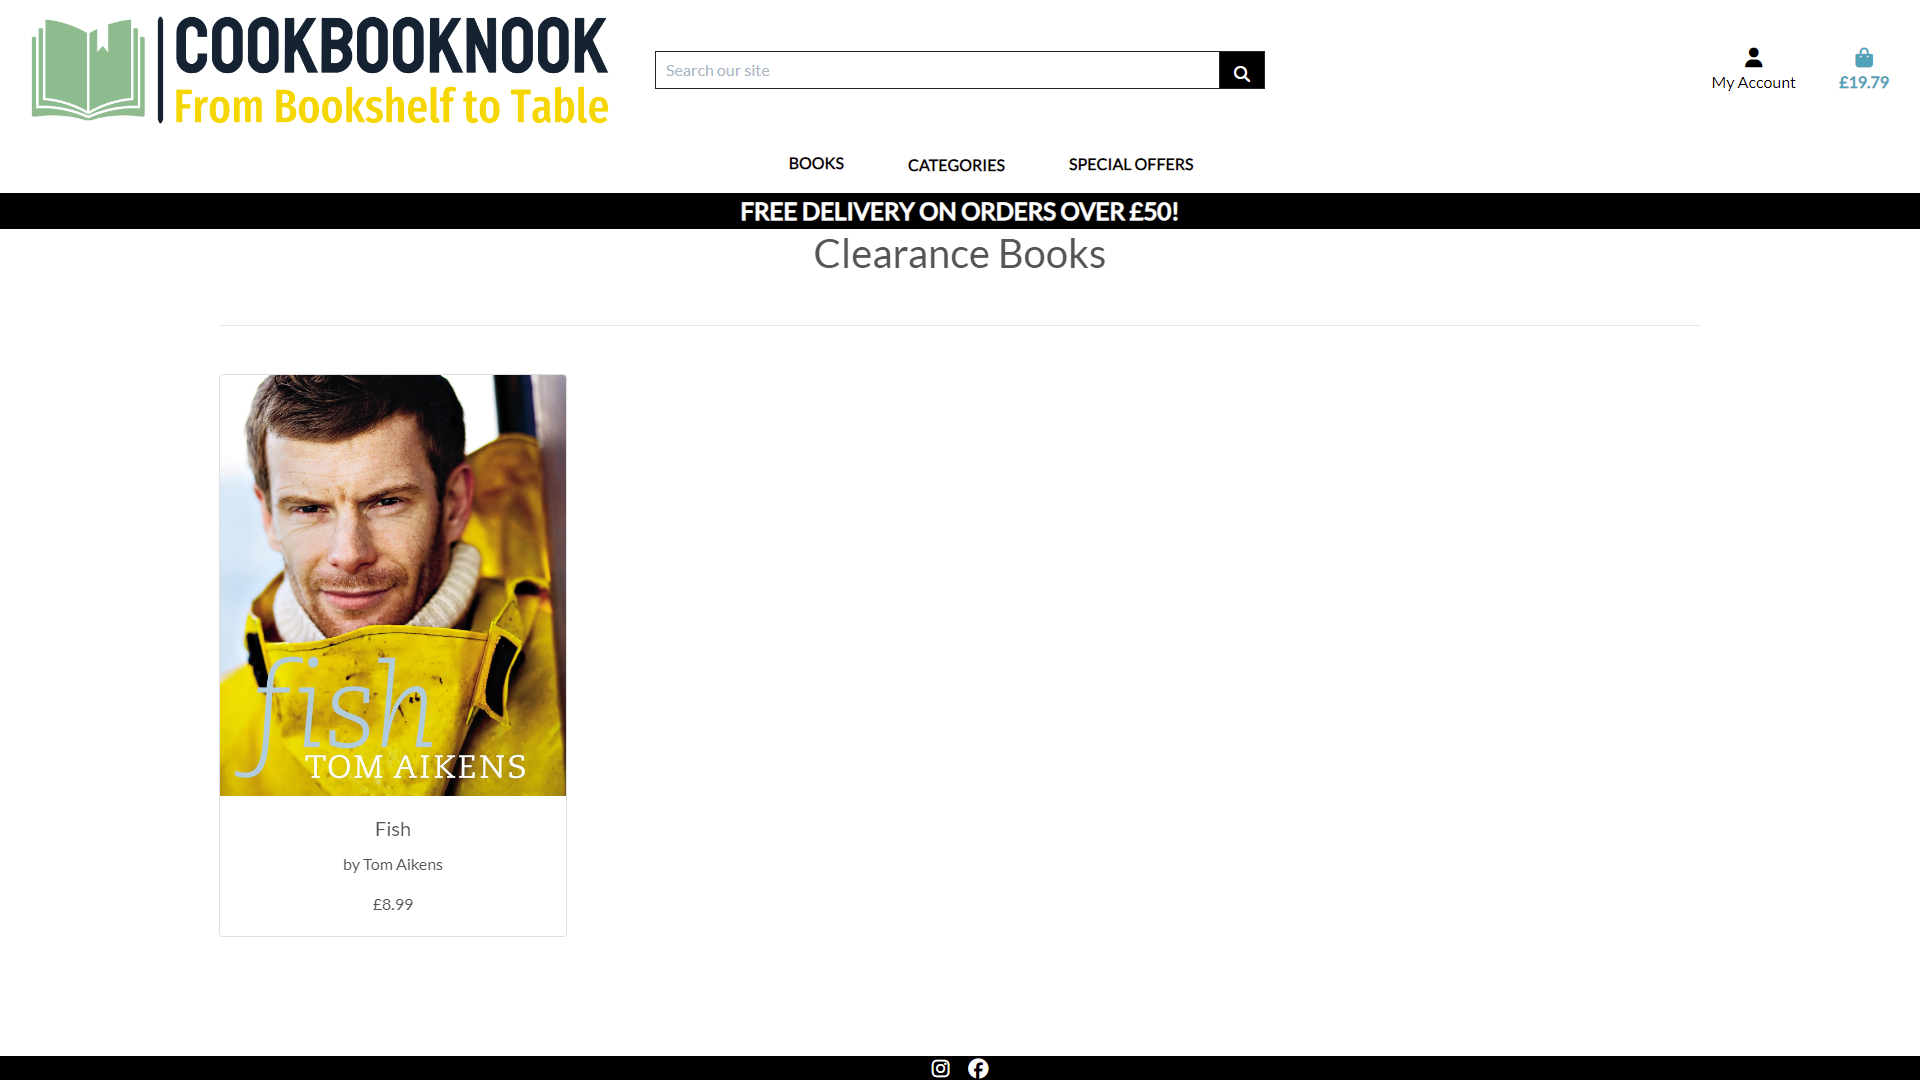 COOKBOOKNOOK
From Bookshelf to Table
Search our site
My Account
£19.79
BOOKS
CATEGORIES
SPECIAL OFFERS
FREE DELIVERY ON ORDERS OVER £50!
Clearance Books
fish
TOM AIKENS
Fish
by Tom Aikens
£8.99